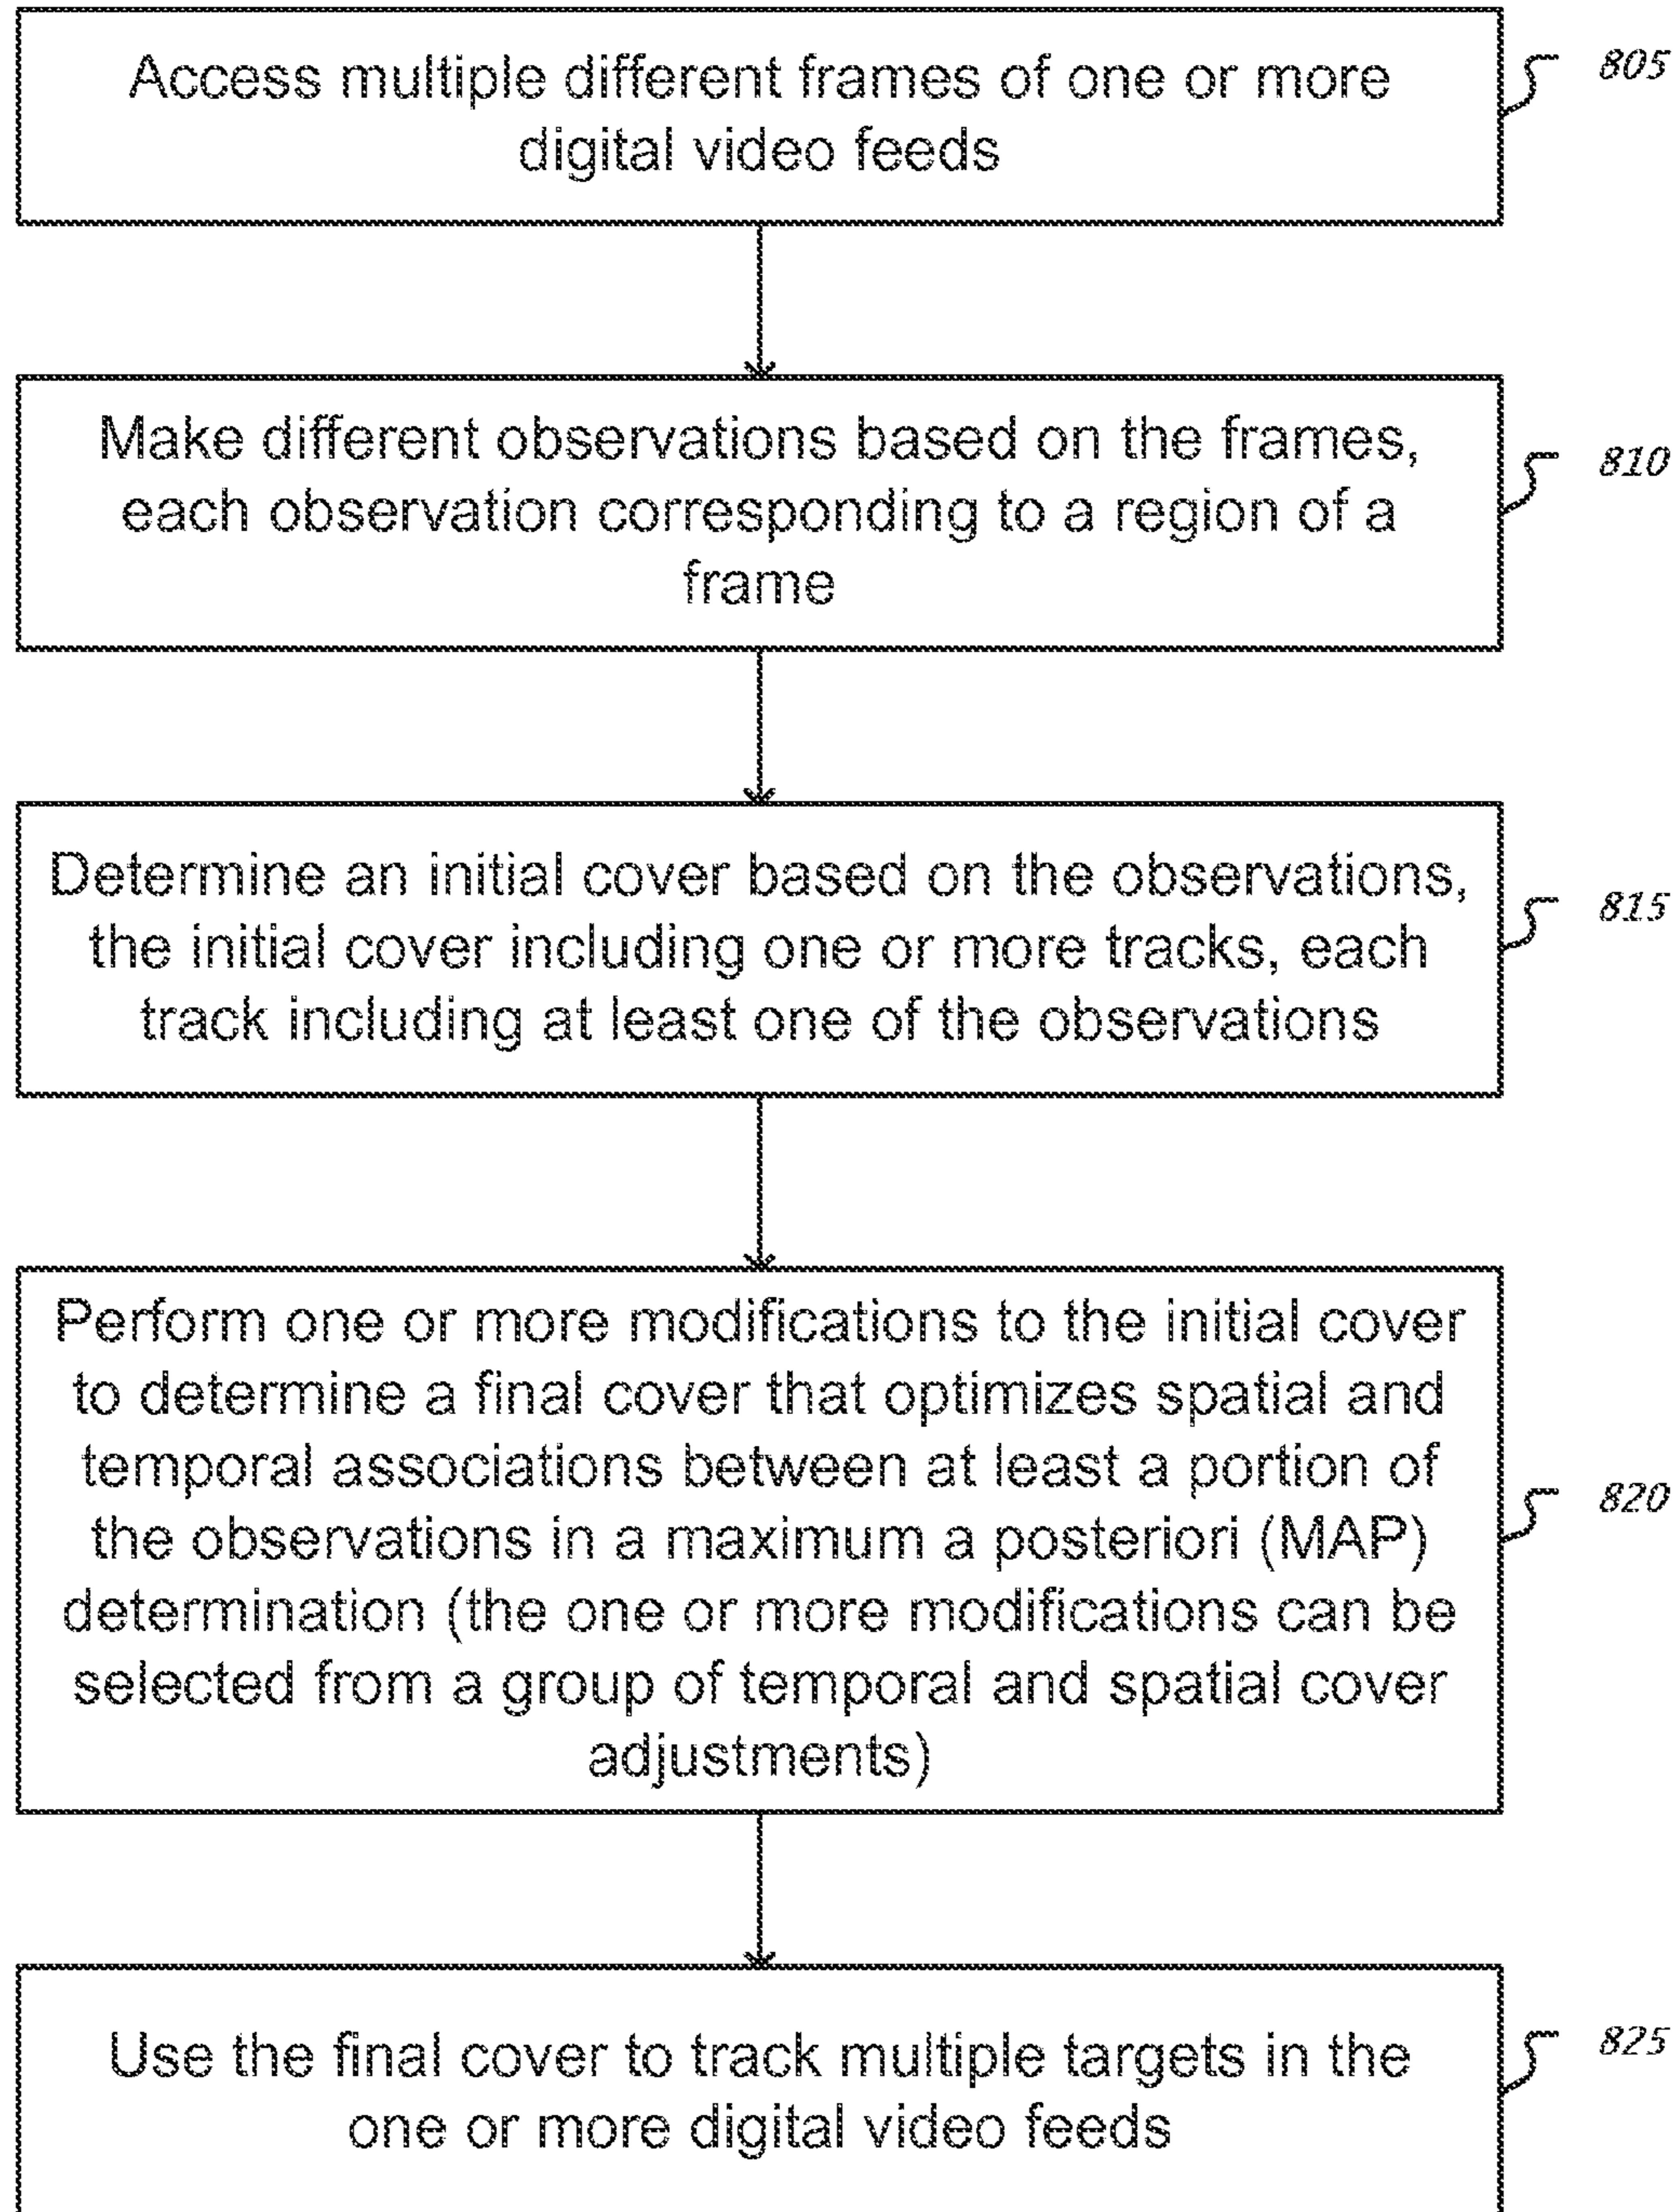 Access multiple different frames of one or more
digital video feeds
805
Make different observations based on the frames,
each observation corresponding to a region of a
frame
810
Determine an initial cover based on the observations,
the initial cover including one or more tracks, each
track including at least one of the observations
815
Perform one or more modifications to the initial cover
to determine a final cover that optimizes spatial and
temporal associations between at least a portion of
the observations in a maximum a posteriori (MAP)
determination (the one or more modifications can be
selected from a group of temporal and spatial cover
adjustments)
820
Use the final cover to track multiple targets in the
one or more digital video feeds
825